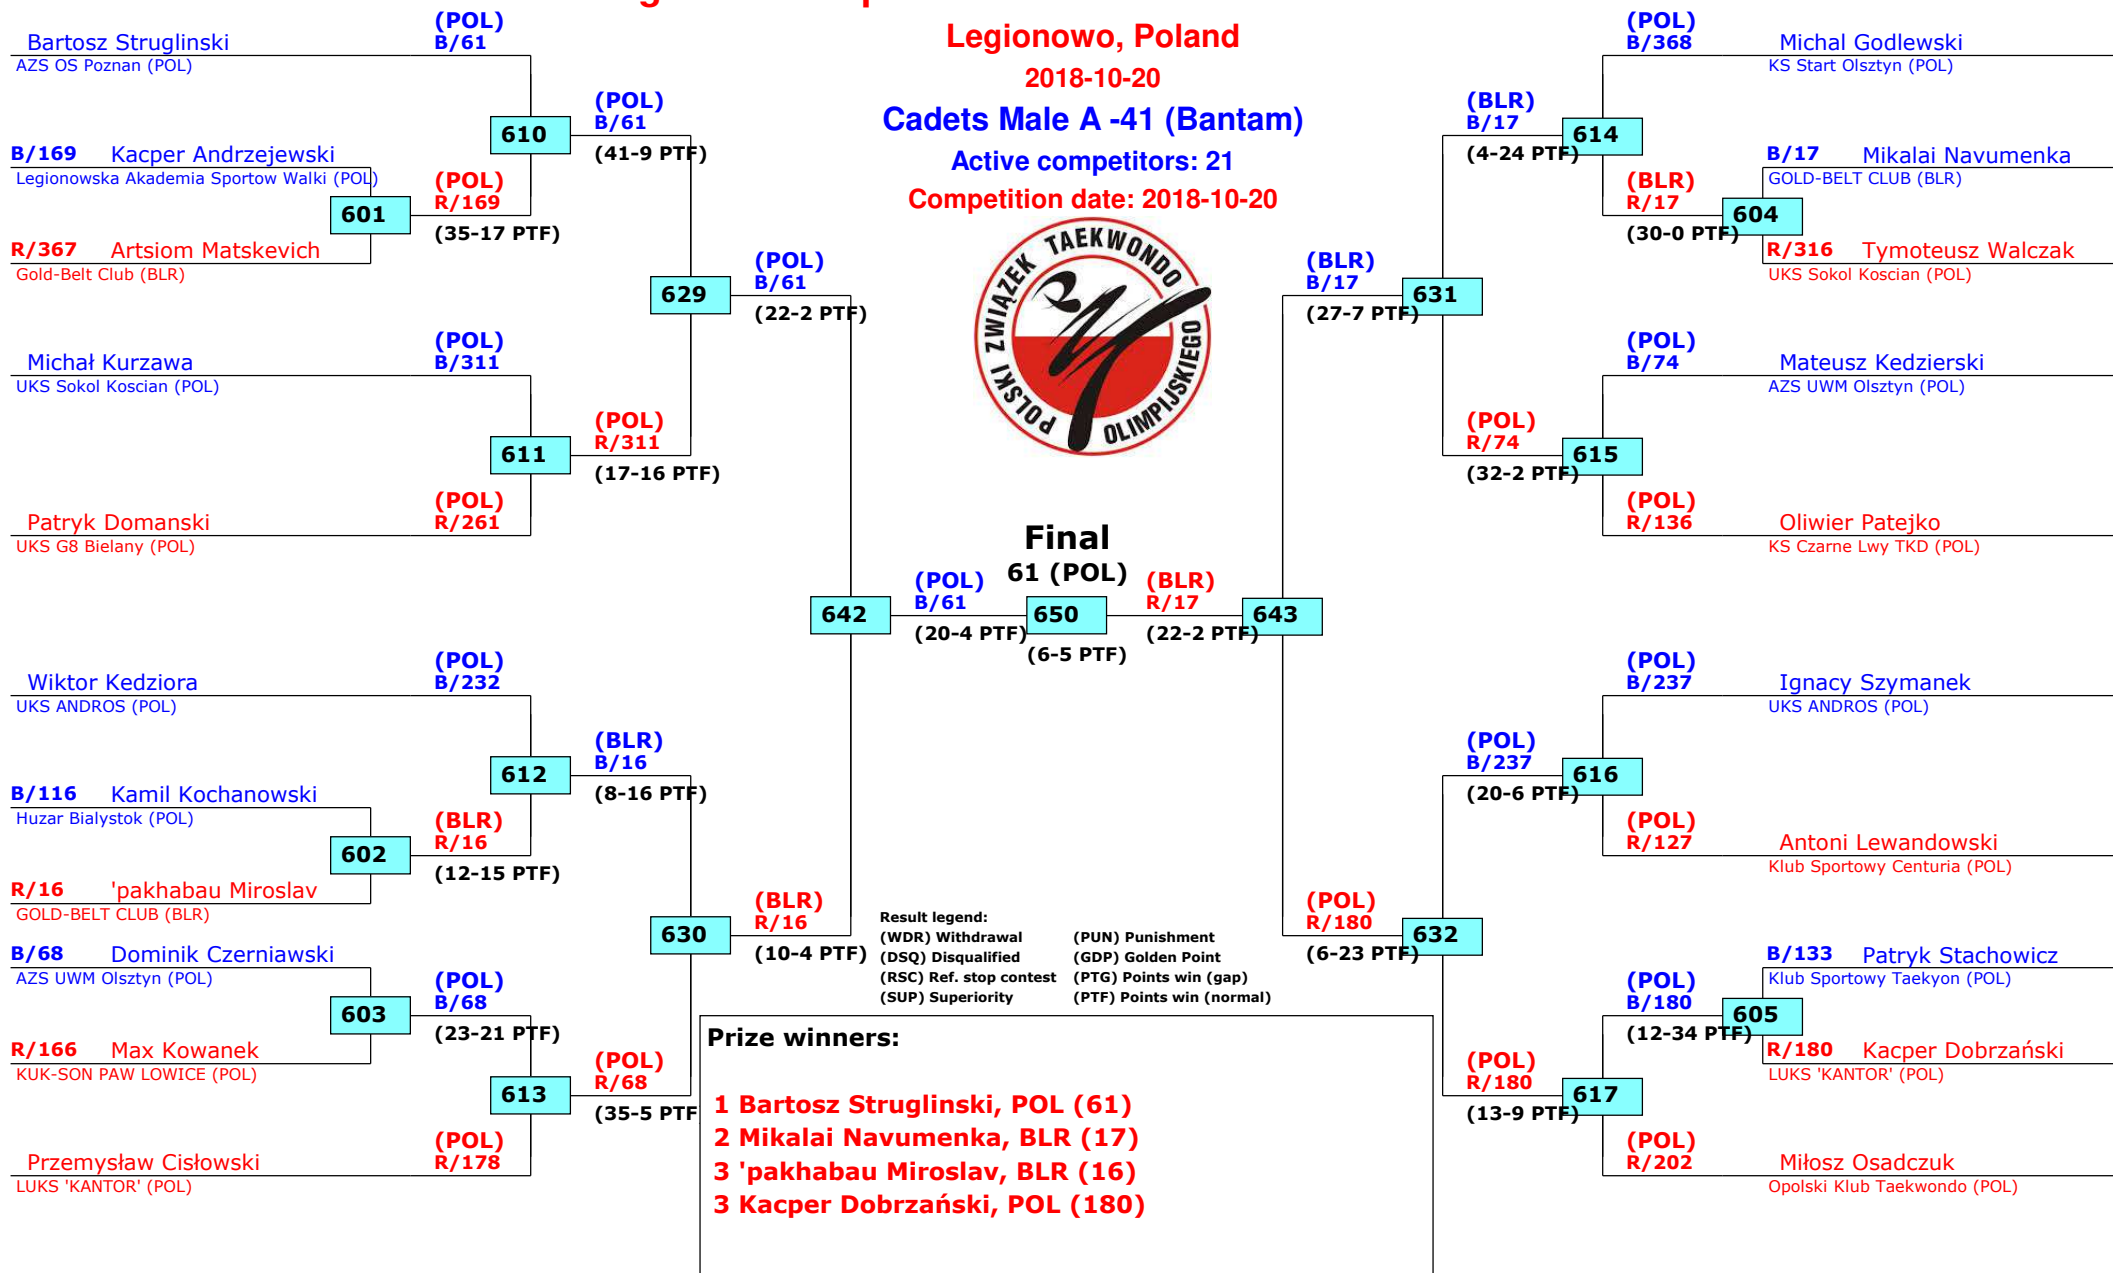 Legionowo, Poland
2018-10-20
Cadets Male A -41 (Bantam)
Active competitors: 21
Competition date: 2018-10-20
POLSKI ZWIĄZEK TAEKWONDO OLIMPIJSKIEGO
Bartosz Struglinski
AZS OS Poznan (POL)
(POL)
B/61
B/169 Kacper Andrzejewski
Legionowska Akademia Sportow Walki (POL)
601
R/367 Artsiom Matskevich
Gold-Belt Club (BLR)
(POL)
R/169
(35-17 PTF)
610
(POL)
B/61
(41-9 PTF)
Michał Kurzawa
UKS Sokol Koscian (POL)
(POL)
B/311
611
Patryk Domanski
UKS G8 Bielany (POL)
(POL)
R/261
(POL)
R/311
(17-16 PTF)
629
(POL)
B/61
(22-2 PTF)
Wiktor Kedziora
UKS ANDROS (POL)
(POL)
B/232
B/116 Kamil Kochanowski
Huzar Bialystok (POL)
602
R/16 'pakhabau Miroslav
GOLD-BELT CLUB (BLR)
(BLR)
R/16
(12-15 PTF)
612
(BLR)
B/16
(8-16 PTF)
B/68 Dominik Czerniawski
AZS UWM Olsztyn (POL)
603
R/166 Max Kowanek
KUK-SON PAW LOWICE (POL)
(POL)
B/68
(23-21 PTF)
613
Przemysław Cisłowski
LUKS 'KANTOR' (POL)
(POL)
R/178
(POL)
R/68
(35-5 PTF
630
(BLR)
R/16
(10-4 PTF)
642
(POL)
B/61
(20-4 PTF)
Final
61 (POL)
650
(6-5 PTF)
(BLR)
R/17
(22-2 PTF)
643
(BLR)
B/17
(27-7 PTF)
631
(BLR)
B/17
(4-24 PTF)
614
(POL)
B/368
Michal Godlewski
KS Start Olsztyn (POL)
(BLR)
R/17
(30-0 PTF)
604
B/17 Mikalai Navumenka
GOLD-BELT CLUB (BLR)
R/316 Tymoteusz Walczak
UKS Sokol Koscian (POL)
(POL)
R/74
(32-2 PTF)
615
(POL)
B/74
Mateusz Kedzierski
AZS UWM Olsztyn (POL)
(POL)
R/136
Oliwier Patejko
KS Czarne Lwy TKD (POL)
(POL)
R/180
(6-23 PTF)
632
(POL)
B/237
(20-6 PTF)
616
(POL)
B/237
Ignacy Szymanek
UKS ANDROS (POL)
(POL)
R/127
Antoni Lewandowski
Klub Sportowy Centuria (POL)
(POL)
R/180
(13-9 PTF)
617
(POL)
B/180
(12-34 PTF)
605
B/133 Patryk Stachowicz
Klub Sportowy Taekyon (POL)
R/180 Kacper Dobrzański
LUKS 'KANTOR' (POL)
(POL)
R/202
Miłosz Osadczuk
Opolski Klub Taekwondo (POL)
Result legend:
(WDR) Withdrawal (PUN) Punishment
(DSQ) Disqualified (GDP) Golden Point
(RSC) Ref. stop contest (PTG) Points win (gap)
(SUP) Superiority (PTF) Points win (normal)
Prize winners:
1 Bartosz Struglinski, POL (61)
2 Mikalai Navumenka, BLR (17)
3 'pakhabau Miroslav, BLR (16)
3 Kacper Dobrzański, POL (180)